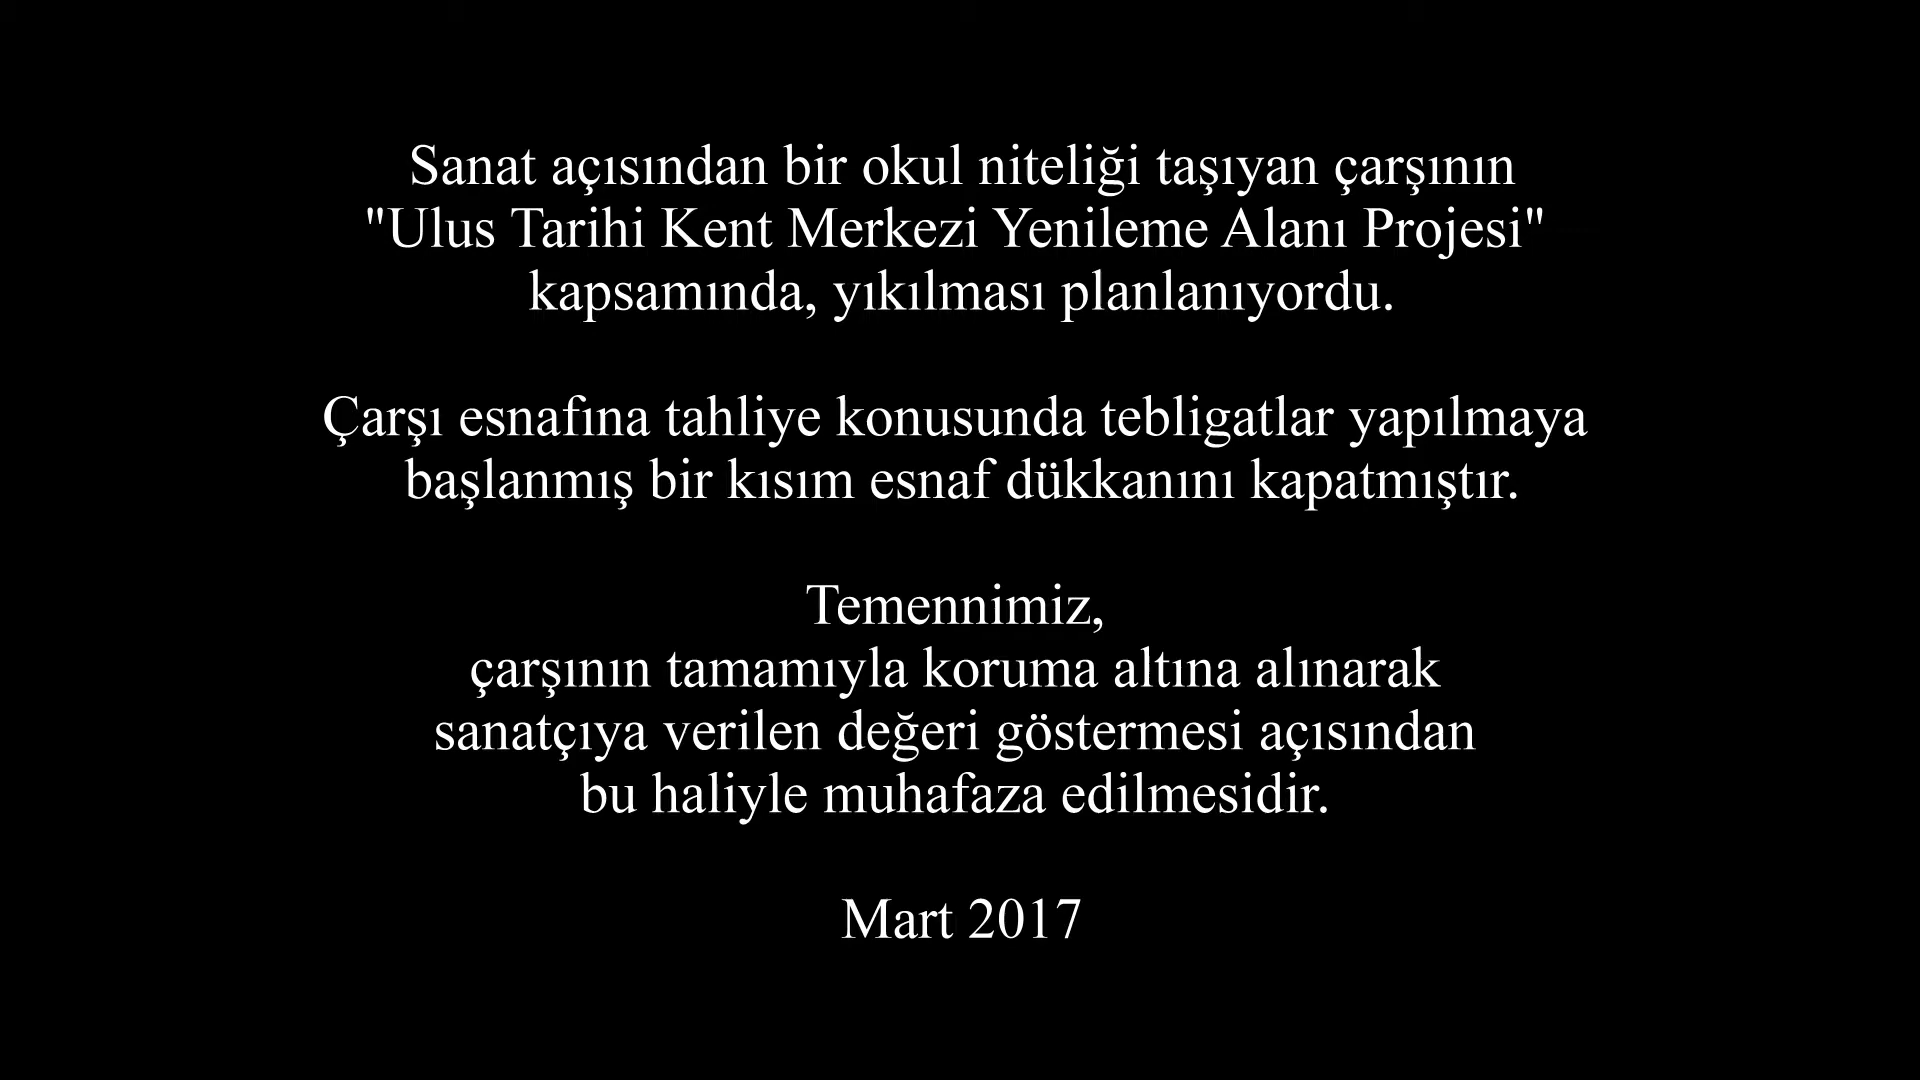 Sanat açısından bir okul niteliği taşıyan çarşının
"Ulus Tarihi Kent Merkezi Yenileme Alanı Projesi"
kapsamında, yıkılması planlanıyordu.
Çarşı esnafına tahliye konusunda tebligatlar yapılmaya
başlanmış bir kısım esnaf dükkanını kapatmıştır.
Temennimiz,
çarşının tamamıyla koruma altına alınarak
sanatçıya verilen değeri göstermesi açısından
bu haliyle muhafaza edilmesidir.
Mart 2017